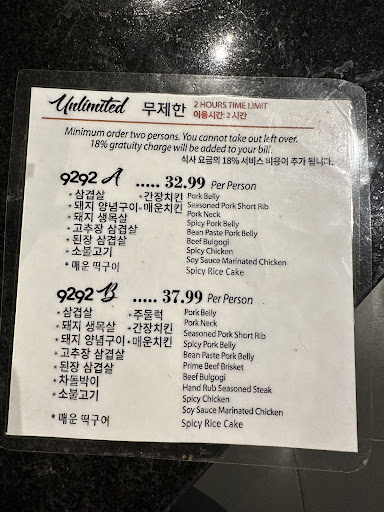 Unlimited 무제한 2 HOURS TIME LIMIT
이용시간: 2 시간
Minimum order two persons. You cannot take out left over.
18% gratuity charge will be added to your bill.
식사 요금의 18% 서비스 비용이 추가 됩니다.
9292 A ..... 32.99 Per Person
* 삼겹살 * 간장치킨 Pork Belly
* 돼지 양념구이 * 매운치킨 Seasoned Pork Short Rib
* 돼지 생목살 Pork Neck
* 고추장 삼겹살 Spicy Pork Belly
* 된장 삼겹살 Bean Paste Pork Belly
* 소불고기 Beef Bulgogi
Spicy Chicken
* 매운 떡구이 Soy Sauce Marinated Chicken
Spicy Rice Cake
9292 B ..... 37.99 Per Person
* 삼겹살 * 주물럭 Pork Belly
* 돼지 생목살 * 간장치킨 Pork Neck
* 돼지 양념구이 * 매운치킨 Seasoned Pork Short Rib
* 고추장 삼겹살 Spicy Pork Belly
* 된장 삼겹살 Bean Paste Pork Belly
* 차돌박이 Prime Beef Brisket
* 소불고기 Beef Bulgogi
Hand Rub Seasoned Steak
Spicy Chicken
Soy Sauce Marinated Chicken
* 매운 떡구이 Spicy Rice Cake